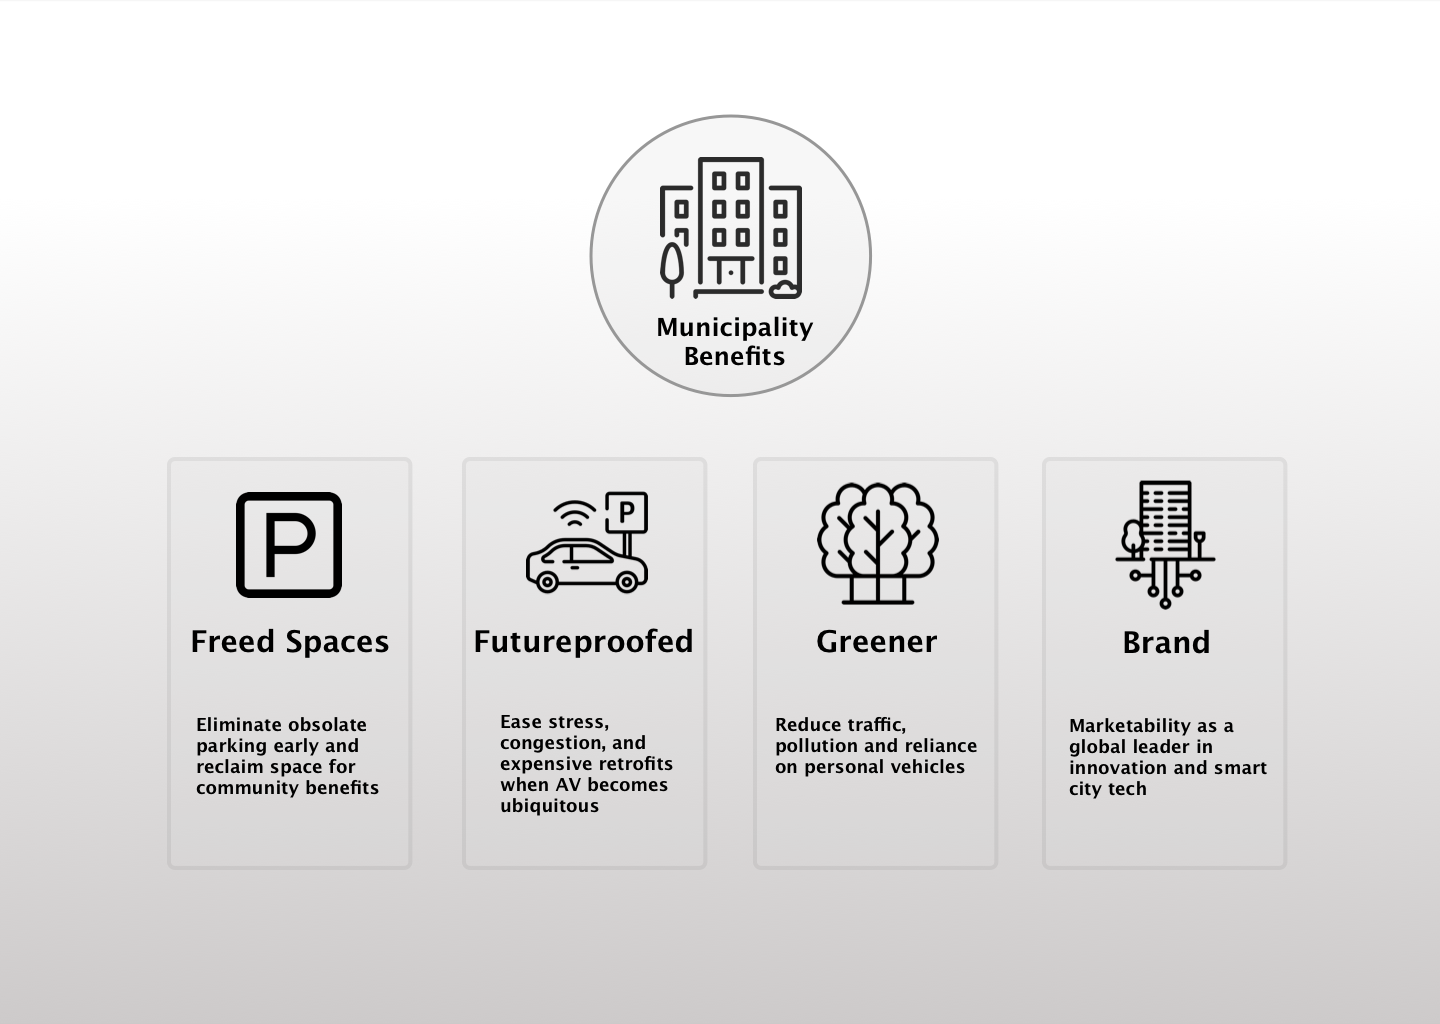 Municipality
Benefits
P
Freed Spaces
Eliminate obsolate
parking early and
reclaim space for
community benefits
P
Futureproofed
Ease stress,
congestion, and
expensive retrofits
when AV becomes
ubiquitous
Greener
Reduce traffic,
pollution and reliance
on personal vehicles
Brand
Marketability as a
global leader in
innovation and smart
city tech